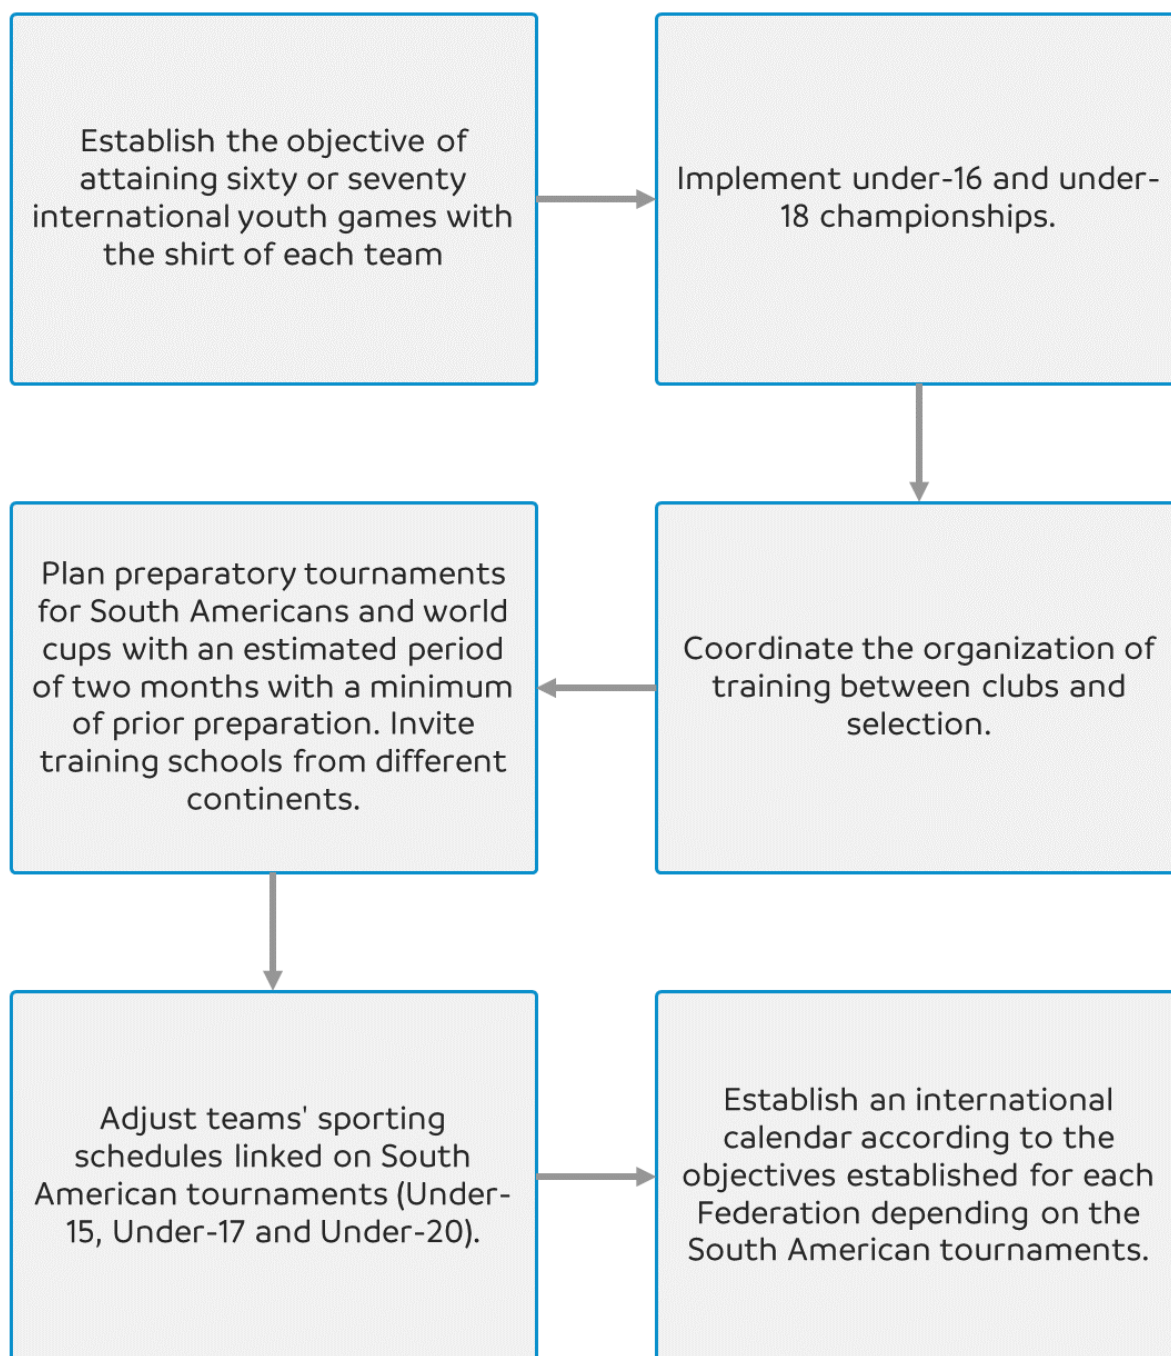 Establish the objective of
attaining sixty or seventy
international youth games with
the shirt of each team
Implement under-16 and under-
18 championships.
Coordinate the organization of
training between clubs and
selection.
Plan preparatory tournaments
for South Americans and world
cups with an estimated period
of two months with a minimum
of prior preparation. Invite
training schools from different
continents.
Adjust teams' sporting
schedules linked on South
American tournaments (Under-
15, Under-17 and Under-20).
Establish an international
calendar according to the
objectives established for each
Federation depending on the
South American tournaments.